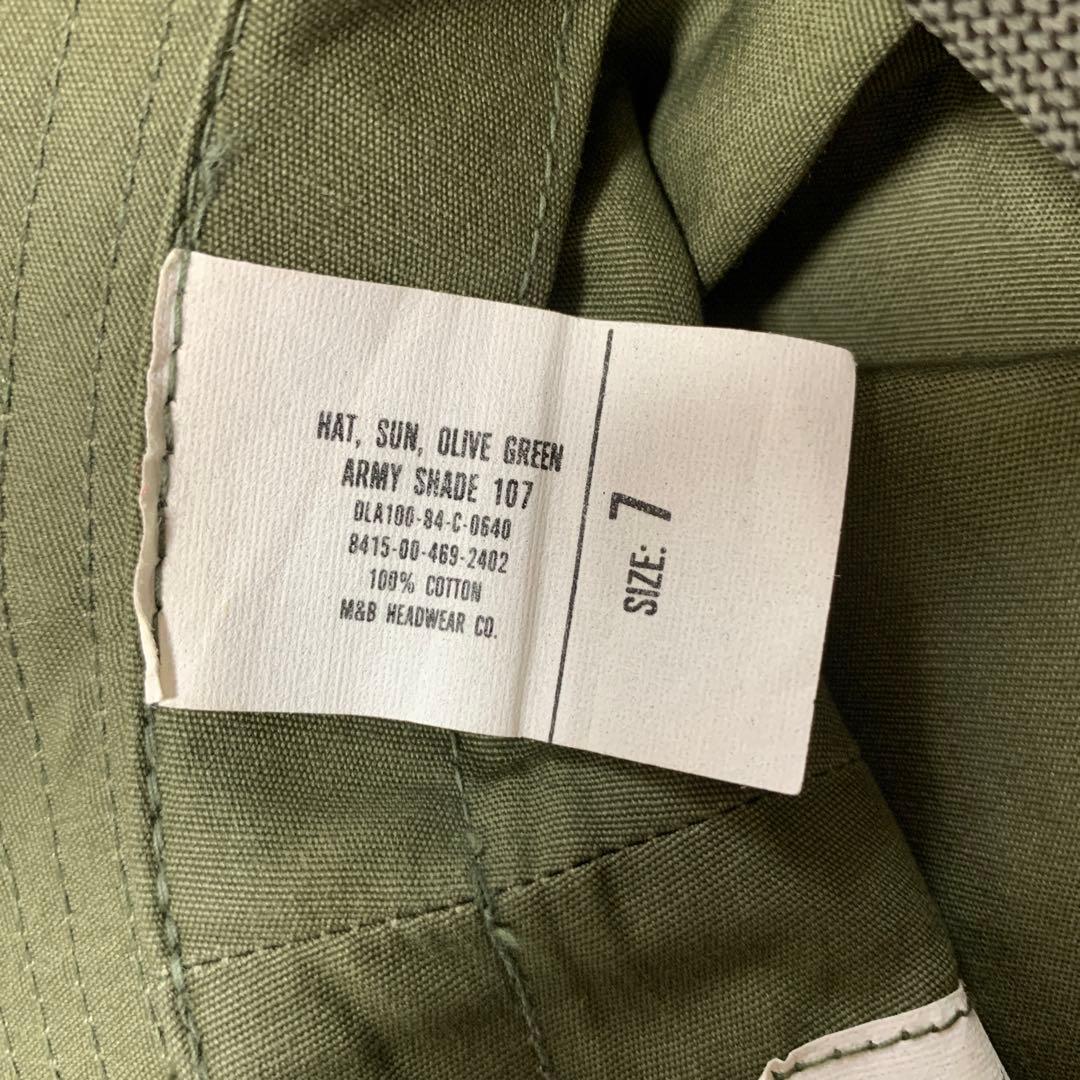 HAT, SUN, OLIVE GREEN
ARMY SHADE 107
DLA100-84-C-0640
8415-00-469-2402
100% COTTON
M&B HEADWEAR CO.
SIZE: 7